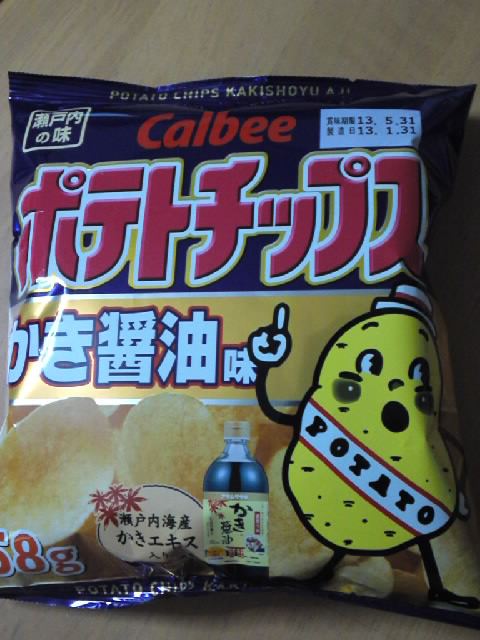 POTATO CHIPS KAKISHOYU AJI
瀬戸内
の味
Calbee
賞味期限13. 5.31
製造日13. 1.31
ポテトチップス
かき醤油味
POTATO
かき
醤油
瀬戸内海産
かきエキス
入り
58g
POTATO CHIPS KAKI